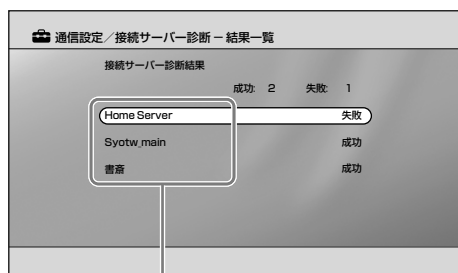 通信設定／接続サーバー診断－結果一覧
接続サーバー診断結果
成功: 2 失敗: 1
Home Server 失敗
Syotw_main 成功
書斎 成功